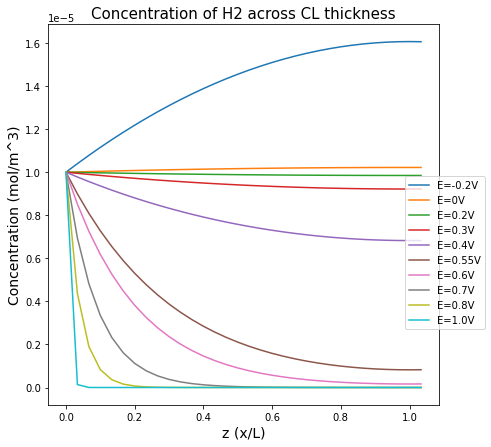 Concentration of H2 across CL thickness
1e−5
1.6
1.4
1.2
1.0
0.8
0.6
0.4
0.2
0.0
Concentration (mol/m^3)
0.0 0.2 0.4 0.6 0.8 1.0
z (x/L)
E=-0.2V
E=0V
E=0.2V
E=0.3V
E=0.4V
E=0.55V
E=0.6V
E=0.7V
E=0.8V
E=1.0V